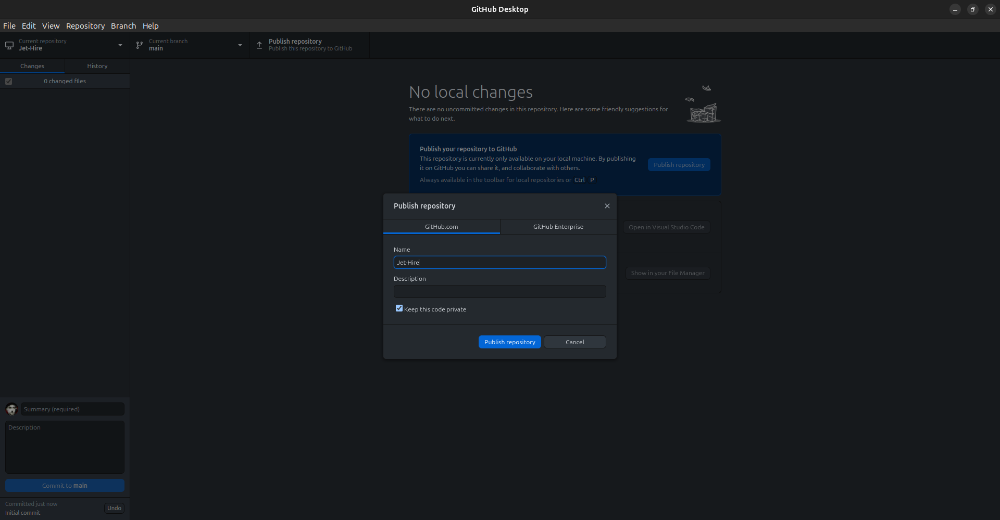 GitHub Desktop
File Edit View Repository Branch Help
Current repository
Jet-Hire
Current branch
main
Publish repository
Publish this repository to GitHub
Changes
History
0 changed files
No local changes
There are no uncommitted changes in this repository. Here are some friendly suggestions for
what to do next.
Publish your repository to GitHub
This repository is currently only available on your local machine. By publishing
it on GitHub you can share it, and collaborate with others.
Always available in the toolbar for local repositories or Ctrl P
Publish repository
Publish repository
GitHub.com
GitHub Enterprise
Open in Visual Studio Code
Name
Jet-Hire
Show in your File Manager
Description
Keep this code private
Publish repository
Cancel
Summary (required)
Description
Commit to main
Committed just now
Initial commit
Undo